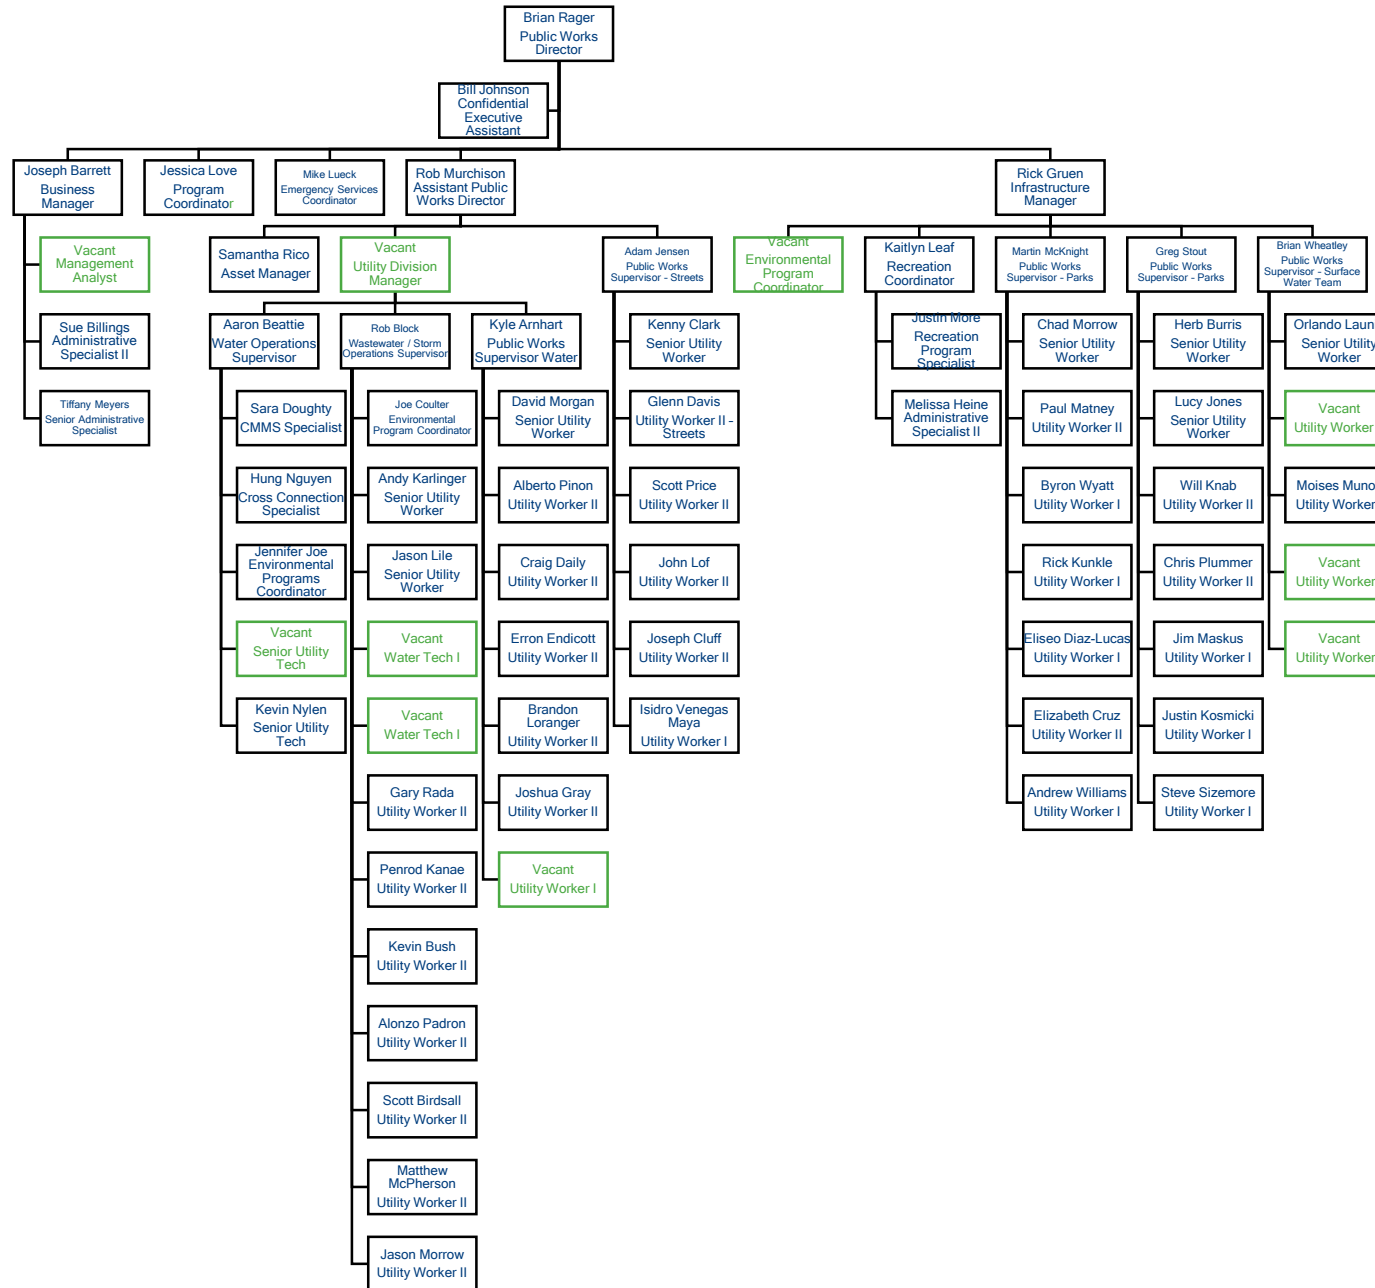 Brian Rager
Public Works
Director
Bill Johnson
Confidential
Executive
Assistant
Joseph Barrett
Business
Manager
Jessica Love
Program
Coordinator
Mike Lueck
Emergency Services
Coordinator
Rob Murchison
Assistant Public
Works Director
Rick Gruen
Infrastructure
Manager
Vacant
Management
Analyst
Sue Billings
Administrative
Specialist II
Tiffany Meyers
Senior Administrative
Specialist
Samantha Rico
Asset Manager
Vacant
Utility Division
Manager
Adam Jensen
Public Works
Supervisor - Streets
Vacant
Environmental
Program
Coordinator
Kaitlyn Leaf
Recreation
Coordinator
Martin McKnight
Public Works
Supervisor - Parks
Greg Stout
Public Works
Supervisor - Parks
Brian Wheatley
Public Works
Supervisor - Surface
Water Team
Aaron Beattie
Water Operations
Supervisor
Rob Block
Wastewater / Storm
Operations Supervisor
Kyle Arnhart
Public Works
Supervisor Water
Sara Doughty
CMMS Specialist
Hung Nguyen
Cross Connection
Specialist
Jennifer Joe
Environmental
Programs
Coordinator
Vacant
Senior Utility
Tech
Kevin Nylen
Senior Utility
Tech
Joe Coulter
Environmental
Program Coordinator
Andy Karlinger
Senior Utility
Worker
Jason Lile
Senior Utility
Worker
Vacant
Water Tech I
Vacant
Water Tech I
Gary Rada
Utility Worker II
Penrod Kanae
Utility Worker II
Kevin Bush
Utility Worker II
Alonzo Padron
Utility Worker II
Scott Birdsall
Utility Worker II
Matthew
McPherson
Utility Worker II
Jason Morrow
Utility Worker II
David Morgan
Senior Utility
Worker
Alberto Pinon
Utility Worker II
Craig Daily
Utility Worker II
Erron Endicott
Utility Worker II
Brandon
Loranger
Utility Worker II
Joshua Gray
Utility Worker II
Vacant
Utility Worker I
Kenny Clark
Senior Utility
Worker
Glenn Davis
Utility Worker II -
Streets
Scott Price
Utility Worker II
John Lof
Utility Worker II
Joseph Cluff
Utility Worker II
Isidro Venegas
Maya
Utility Worker I
Justin More
Recreation
Program
Specialist
Melissa Heine
Administrative
Specialist II
Chad Morrow
Senior Utility
Worker
Paul Matney
Utility Worker II
Byron Wyatt
Utility Worker I
Rick Kunkle
Utility Worker I
Eliseo Diaz-Lucas
Utility Worker I
Elizabeth Cruz
Utility Worker II
Andrew Williams
Utility Worker I
Herb Burris
Senior Utility
Worker
Lucy Jones
Senior Utility
Worker
Will Knab
Utility Worker II
Chris Plummer
Utility Worker II
Jim Maskus
Utility Worker I
Justin Kosmicki
Utility Worker I
Steve Sizemore
Utility Worker I
Orlando
Senior Utility
Worker
Vacant
Utility Worker
Moises
Utility Worker
Vacant
Utility Worker
Vacant
Utility Worker